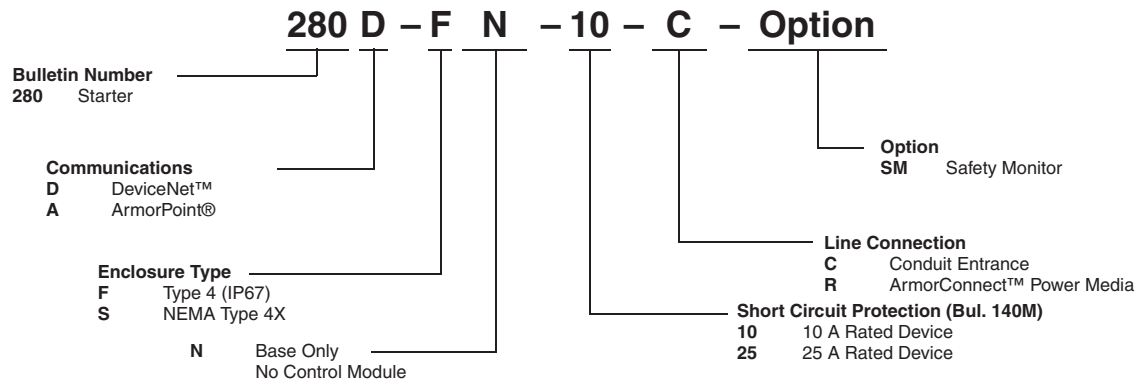 280 D – F N – 10 – C – Option
Bulletin Number
280 Starter
Communications
D DeviceNet™
A ArmorPoint®
Enclosure Type
F Type 4 (IP67)
S NEMA Type 4X
N Base Only
No Control Module
Option
SM Safety Monitor
Line Connection
C Conduit Entrance
R ArmorConnect™ Power Media
Short Circuit Protection (Bul. 140M)
10 10 A Rated Device
25 25 A Rated Device